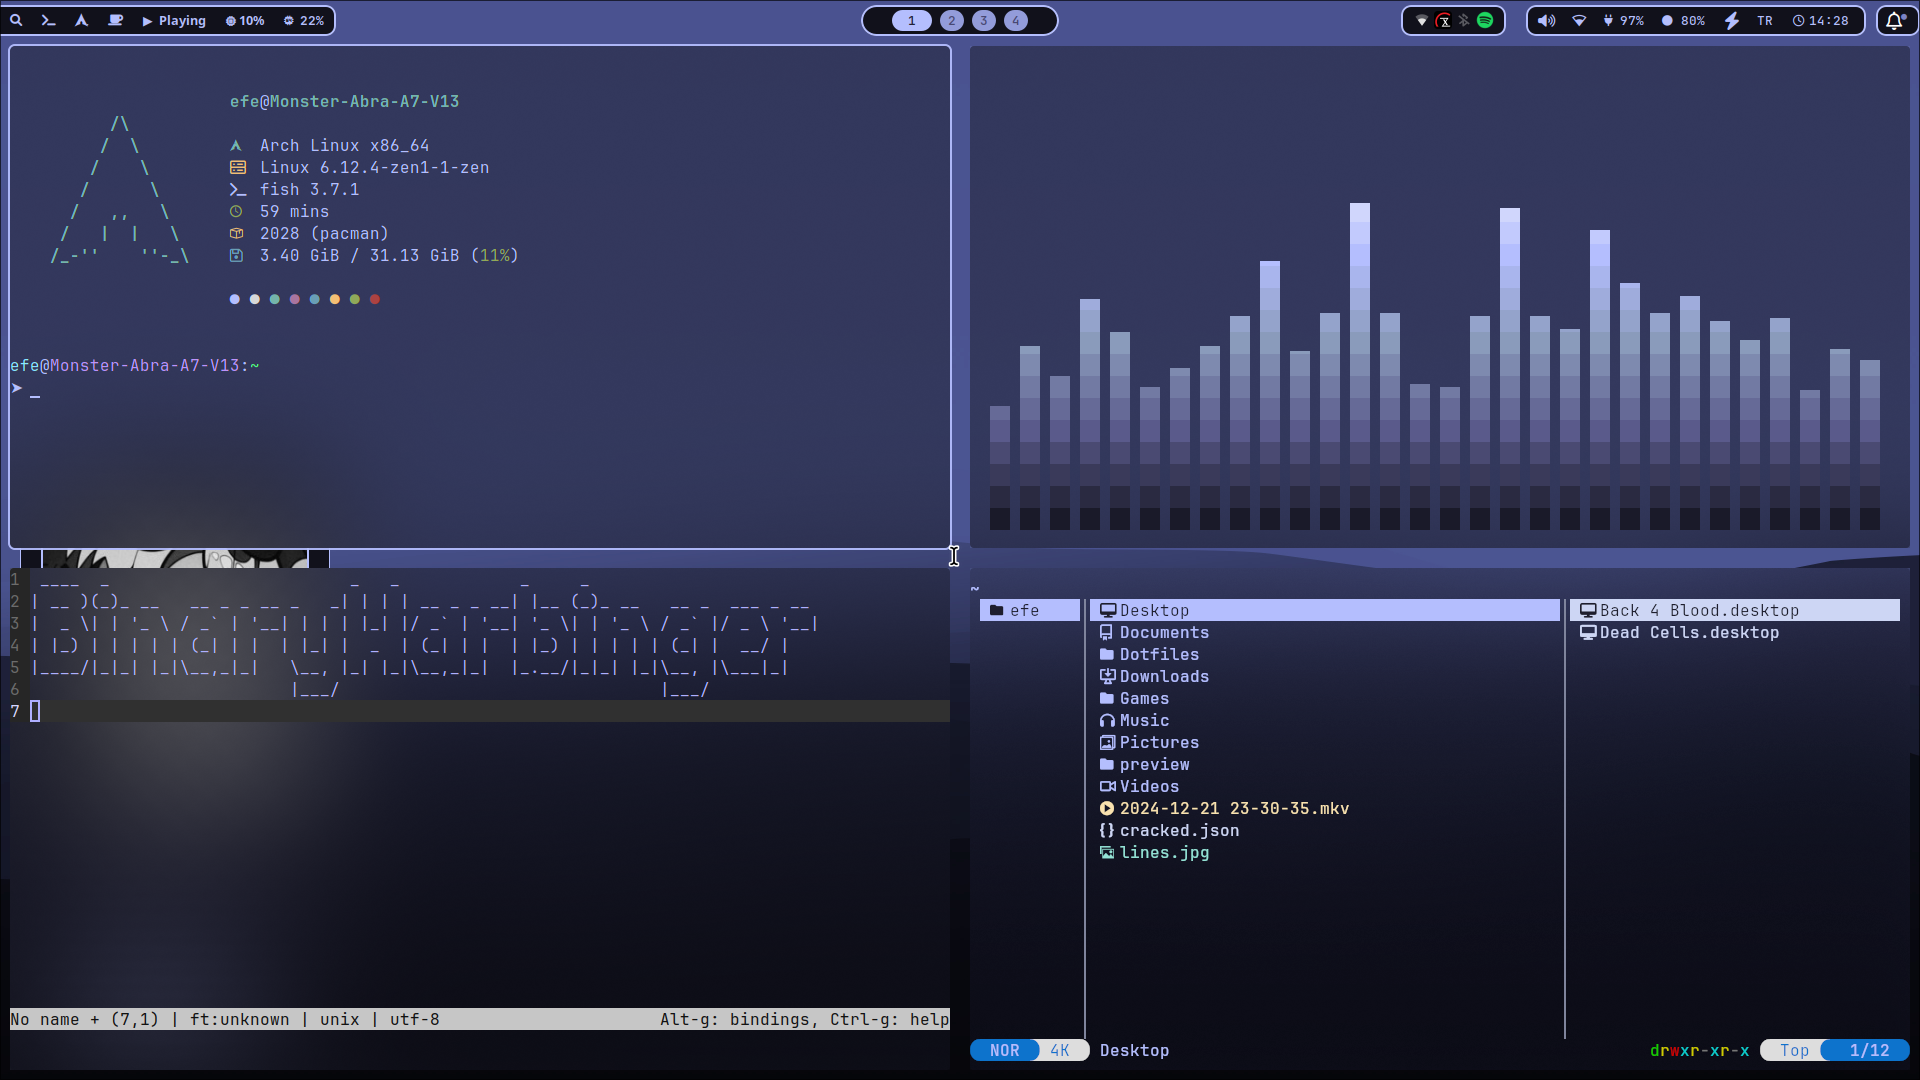 Playing 10% 22%
1 2 3 4
97% 80% TR 14:28
efe@Monster-Abra-A7-V13
Arch Linux x86_64
Linux 6.12.4-zen1-1-zen
fish 3.7.1
59 mins
2028 (pacman)
3.40 GiB / 31.13 GiB (11%)
efe@Monster-Abra-A7-V13:~
➤ _
1
2
3
4
5
6
7
Binary Harbinger
No name + (7,1) | ft:unknown | unix | utf-8 Alt-g: bindings, Ctrl-g: help
~
efe
Desktop
Documents
Dotfiles
Downloads
Games
Music
Pictures
preview
Videos
2024-12-21 23-30-35.mkv
cracked.json
lines.jpg
Back 4 Blood.desktop
Dead Cells.desktop
NOR 4K Desktop drwxr-xr-x Top 1/12